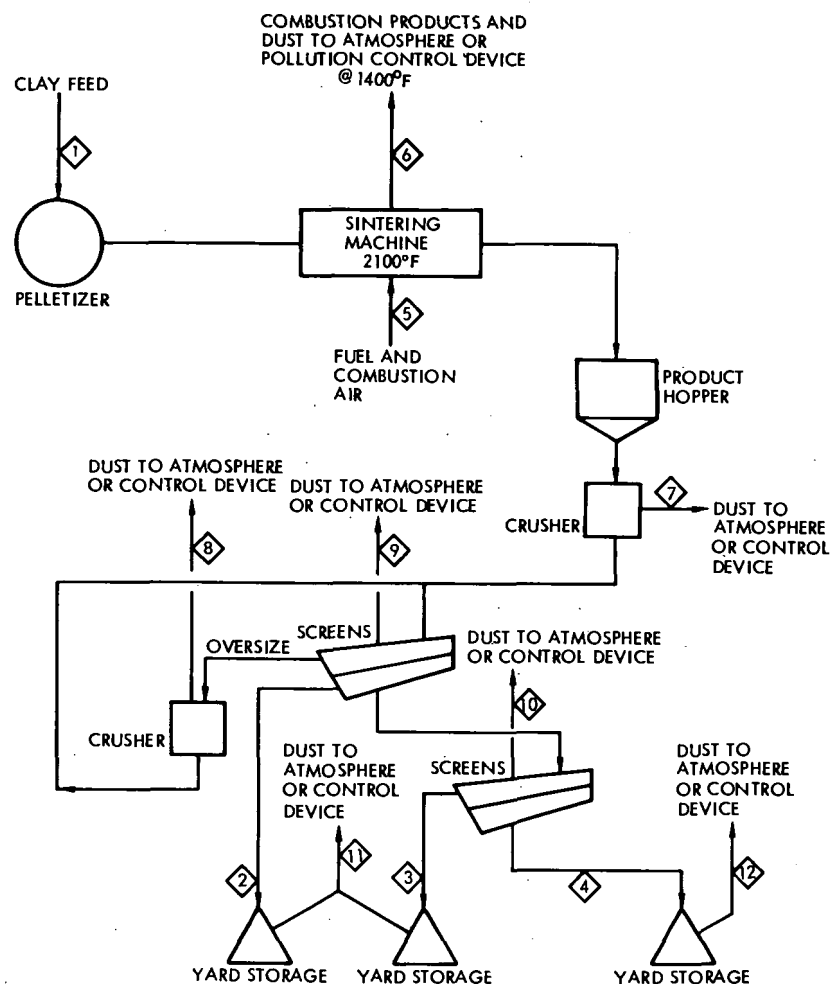 COMBUSTION PRODUCTS AND
DUST TO ATMOSPHERE OR
POLLUTION CONTROL DEVICE
@ 1400°F
CLAY FEED
1
6
SINTERING
MACHINE
2100°F
PELLETIZER
5
FUEL AND
COMBUSTION
AIR
PRODUCT
HOPPER
DUST TO ATMOSPHERE
OR CONTROL DEVICE
DUST TO ATMOSPHERE
OR CONTROL DEVICE
7
CRUSHER
DUST TO
ATMOSPHERE
OR CONTROL
DEVICE
8
9
SCREENS
OVERSIZE
DUST TO ATMOSPHERE
OR CONTROL DEVICE
10
CRUSHER
DUST TO
ATMOSPHERE
OR CONTROL
DEVICE
SCREENS
DUST TO
ATMOSPHERE
OR CONTROL
DEVICE
2
11
3
4
12
YARD STORAGE
YARD STORAGE
YARD STORAGE